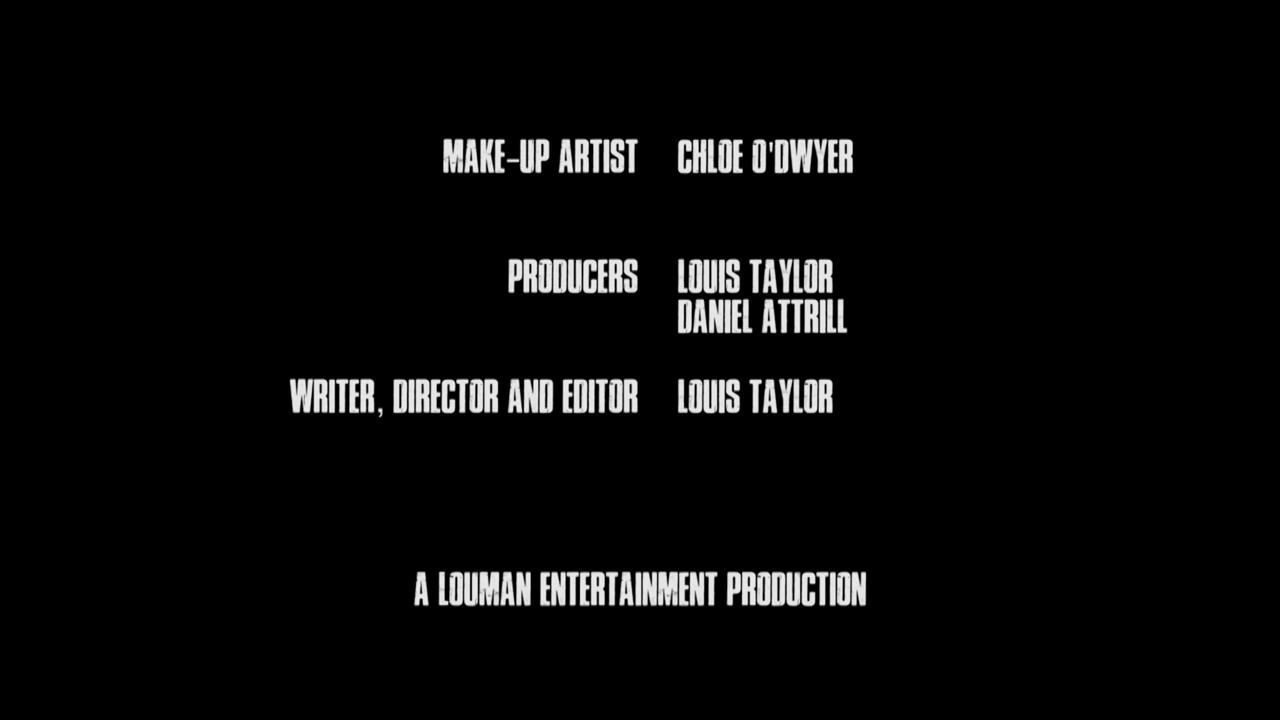 MAKE-UP ARTIST CHLOE O'DWYER
PRODUCERS LOUIS TAYLOR
DANIEL ATTRILL
WRITER, DIRECTOR AND EDITOR LOUIS TAYLOR
A LOUMAN ENTERTAINMENT PRODUCTION